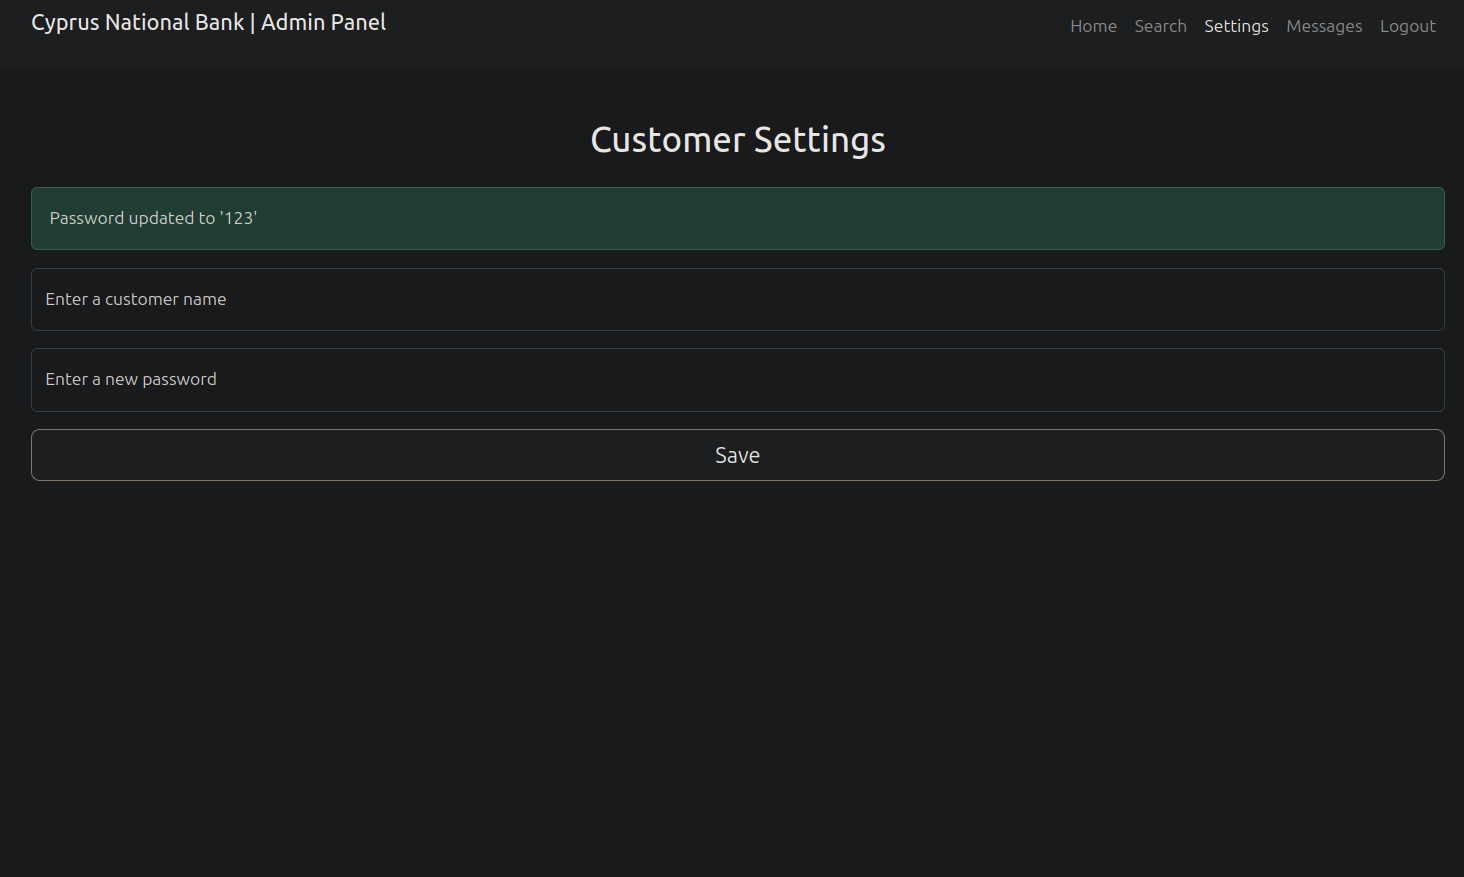 Cyprus National Bank | Admin Panel
Home Search Settings Messages Logout
Customer Settings
Password updated to '123'
Enter a customer name
Enter a new password
Save